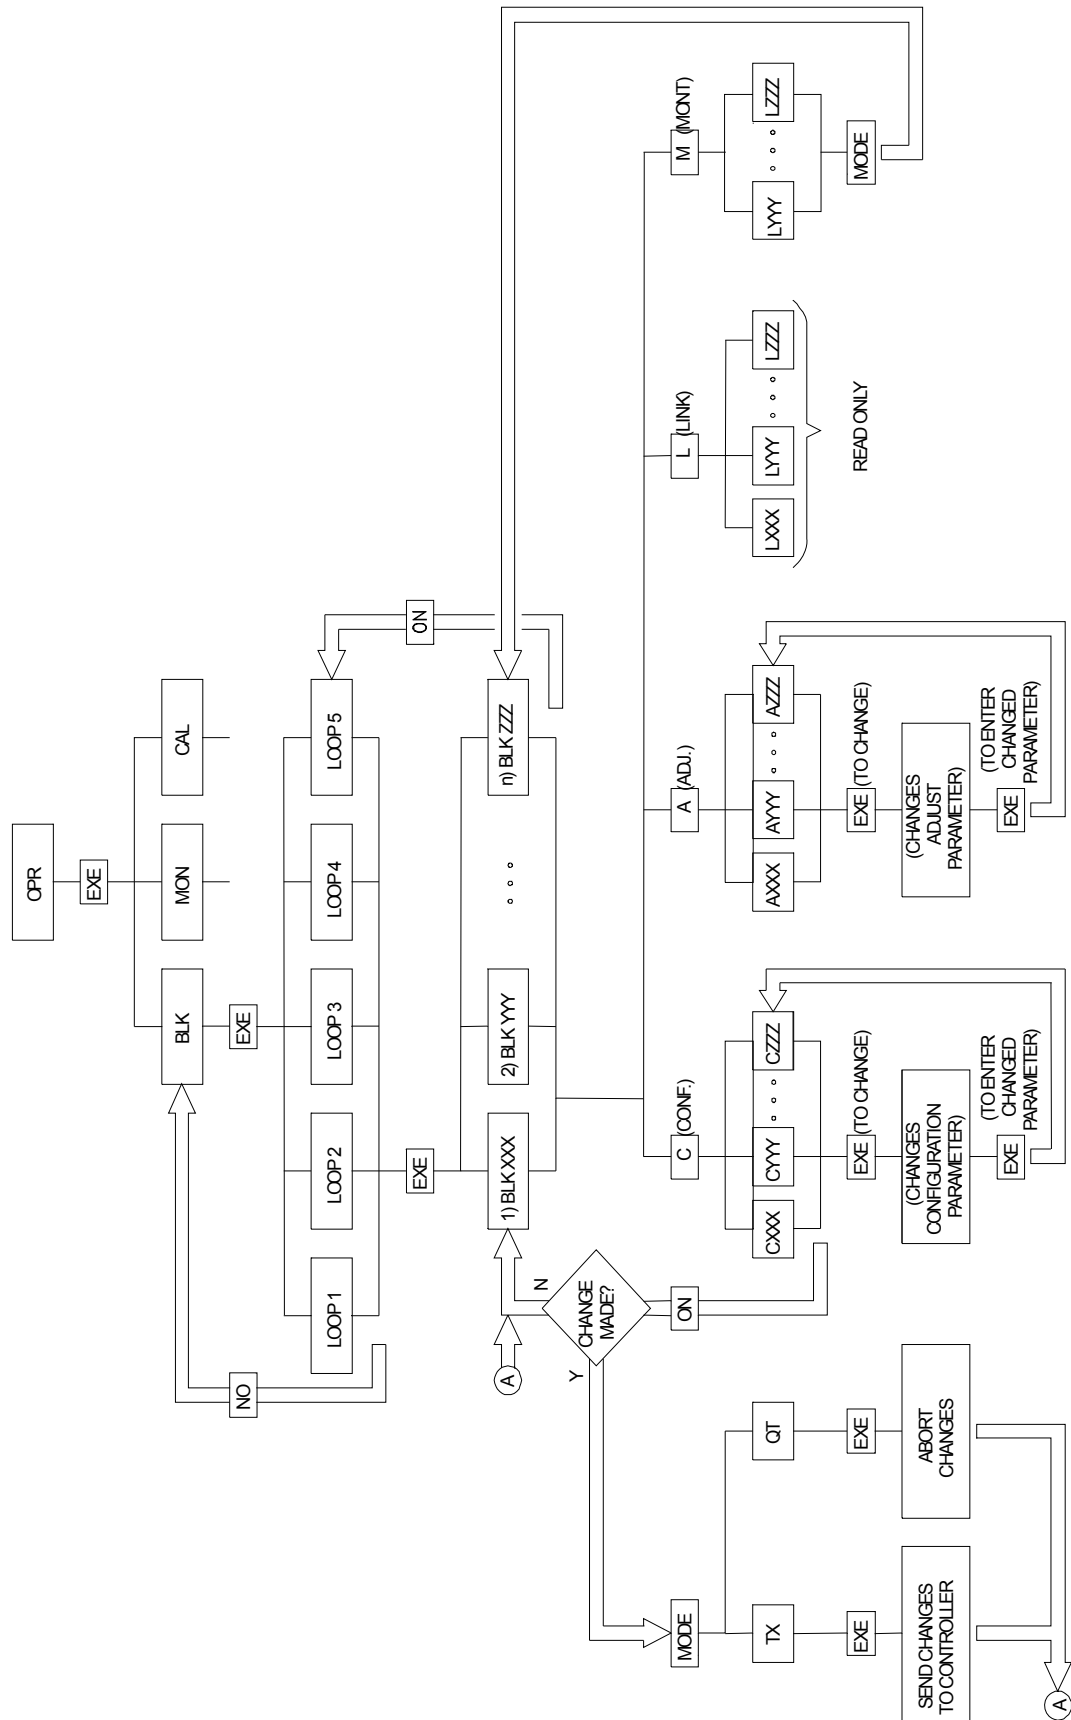 OPR
EXE
BLK
MON
CAL
EXE
NO
LOOP 1
LOOP 2
LOOP 3
LOOP 4
LOOP 5
EXE
ON
A
1) BLK XXX
2) BLK YYY
n) BLK ZZZ
N
CHANGE
MADE?
Y
ON
MODE
C (CONF.)
A (ADJ.)
L (LINK)
M (MONT)
TX
QT
CXXX
CYYY
CZZZ
AXXX
AYYY
AZZZ
LXXX
LYYY
LZZZ
LYYY
LZZZ
EXE
EXE
EXE (TO CHANGE)
EXE (TO CHANGE)
READ ONLY
MODE
SEND CHANGES
TO CONTROLLER
ABORT
CHANGES
(CHANGES
CONFIGURATION
PARAMETER)
(CHANGES
ADJUST
PARAMETER)
EXE
(TO ENTER
CHANGED
PARAMETER)
EXE
(TO ENTER
CHANGED
PARAMETER)
A